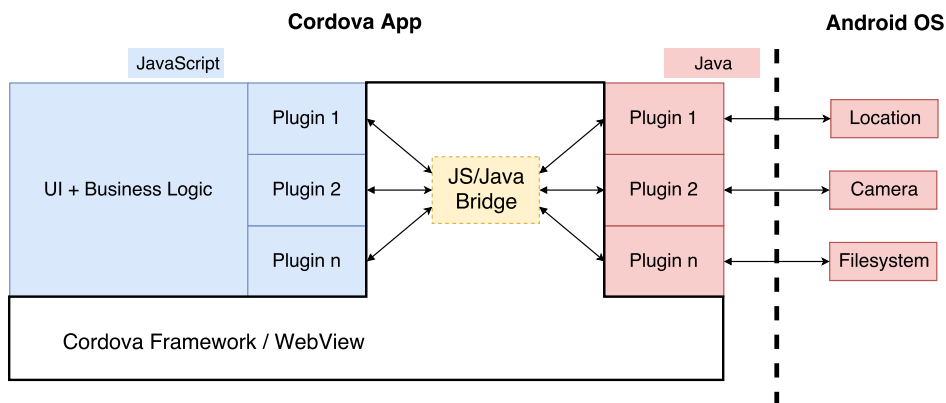 Cordova App
Android OS
JavaScript
Java
UI + Business Logic
Plugin 1
Plugin 2
Plugin n
JS/Java
Bridge
Plugin 1
Plugin 2
Plugin n
Location
Camera
Filesystem
Cordova Framework / WebView